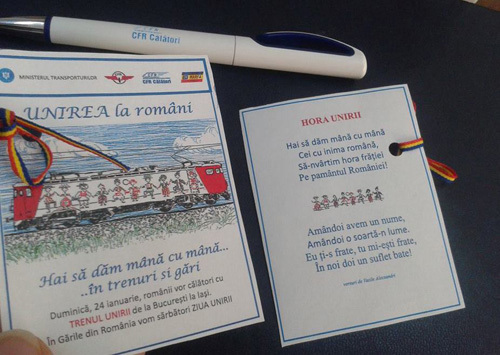 CFR Călători
MINISTERUL TRANSPORTURILOR
CFR Călători
UNIREA la români
Hai să dăm mână cu mână...
..în trenuri si gări
Duminică, 24 ianuarie, românii vor călători cu
TRENUL UNIRII de la București la Iași.
În Gările din România vom sărbători ZIUA UNIRII
HORA UNIRII
Hai să dăm mână cu mână
Cei cu inima română,
Să-nvârtim hora frăției
Pe pamântul României!
Amândoi avem un nume,
Amândoi o soartă-n lume.
Eu ți-s frate, tu mi-ești frate,
În noi doi un suflet bate!
versuri de Vasile Alecsandri